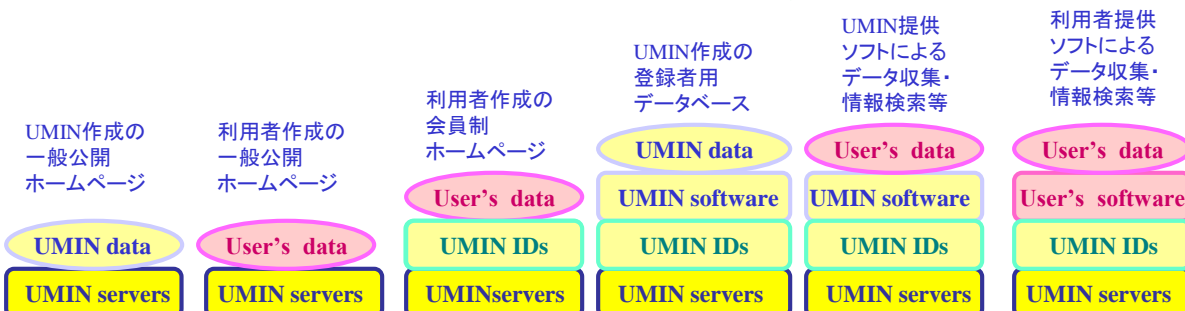 UMIN作成の
一般公開
ホームページ
UMIN data
UMIN servers
利用者作成の
一般公開
ホームページ
User's data
UMIN servers
利用者作成の
会員制
ホームページ
User's data
UMIN IDs
UMINservers
UMIN作成の
登録者用
データベース
UMIN data
UMIN software
UMIN IDs
UMIN servers
UMIN提供
ソフトによる
データ収集・
情報検索等
User's data
UMIN software
UMIN IDs
UMIN servers
利用者提供
ソフトによる
データ収集・
情報検索等
User's data
User's software
UMIN IDs
UMIN servers